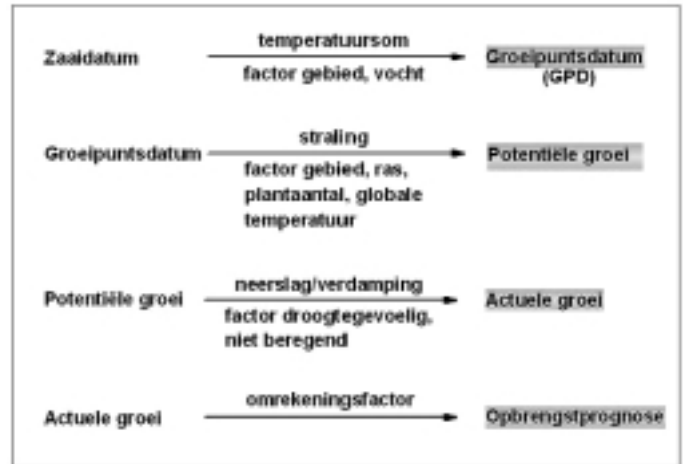 temperatuursom
Zaaidatum
Groeipuntsdatum
factor gebied, vocht
(GPD)
straling
Groeipuntsdatum
Potentiële groei
factor gebied, ras,
plantaantal, globale
temperatuur
neerslag/verdamping
Potentiële groei
Actuele groei
factor droogtegevoelig,
niet beregend
omrekeningsfactor
Actuele groei
Opbrengstprognose